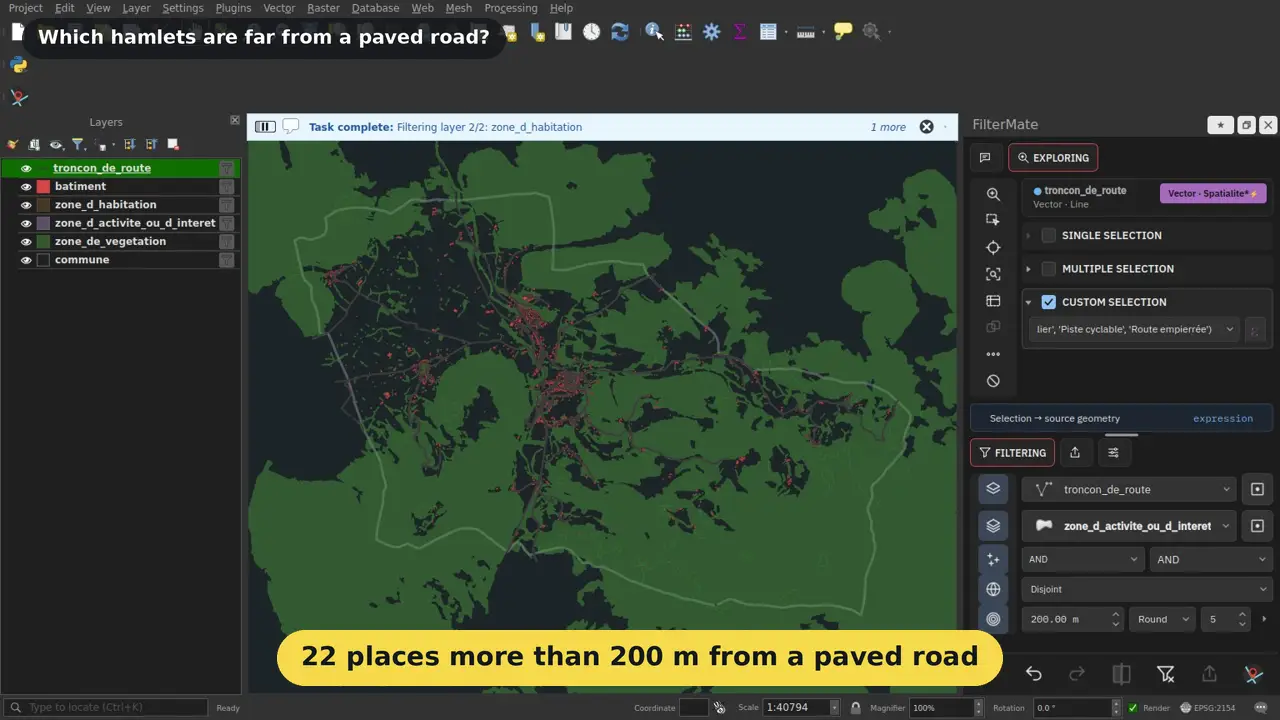 Project Edit View Layer Settings Plugins Vector Raster Database Web Mesh Processing Help
Which hamlets are far from a paved road?
Layers
troncon_de_route
batiment
zone_d_habitation
zone_d_activite_ou_d_interet
zone_de_vegetation
commune
Task complete: Filtering layer 2/2: zone_d_habitation
1 more
FilterMate
EXPLORING
troncon_de_route
Vector · Line
Vector · Spatialite*⚡
SINGLE SELECTION
MULTIPLE SELECTION
CUSTOM SELECTION
lier', 'Piste cyclable', 'Route empierrée')
Selection → source geometry
expression
FILTERING
troncon_de_route
zone_d_activite_ou_d_interet
AND
AND
Disjoint
200.00 m
Round
5
22 places more than 200 m from a paved road
Type to locate (Ctrl+K)
Ready
Coordinate
Scale 1:40794
Magnifier 100%
Rotation 0.0 °
Render
EPSG:2154